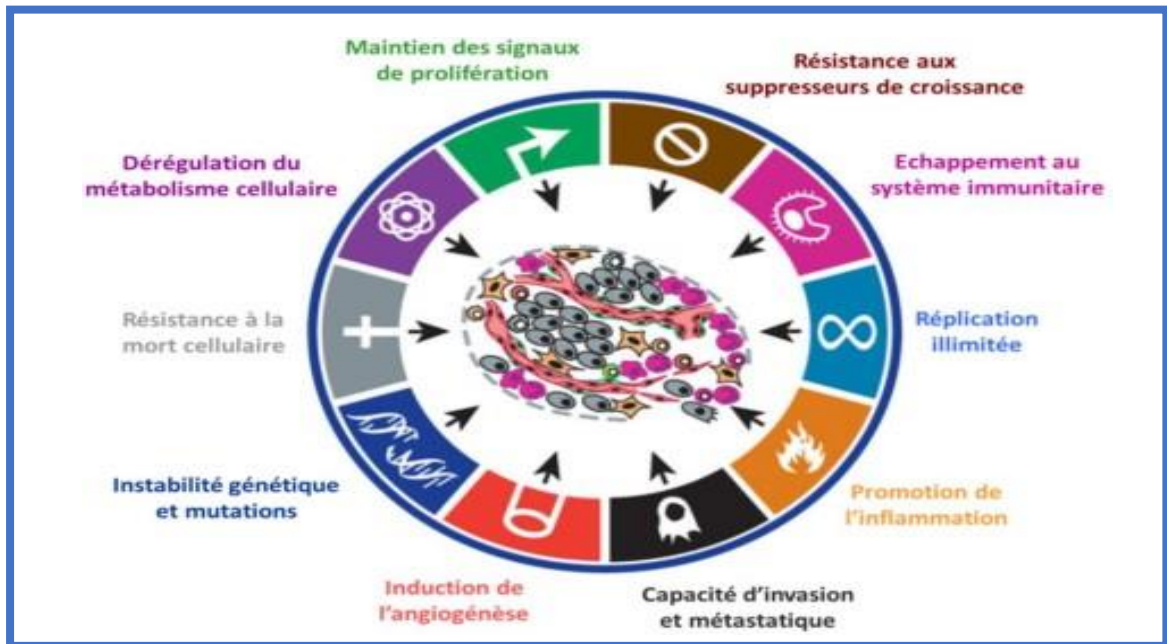 Maintien des signaux
de prolifération
Résistance aux
suppresseurs de croissance
Dérégulation du
métabolisme cellulaire
Echappement au
système immunitaire
Résistance à la
mort cellulaire
Réplication
illimitée
Instabilité génétique
et mutations
Promotion de
l'inflammation
Induction de
l'angiogénèse
Capacité d'invasion
et métastatique